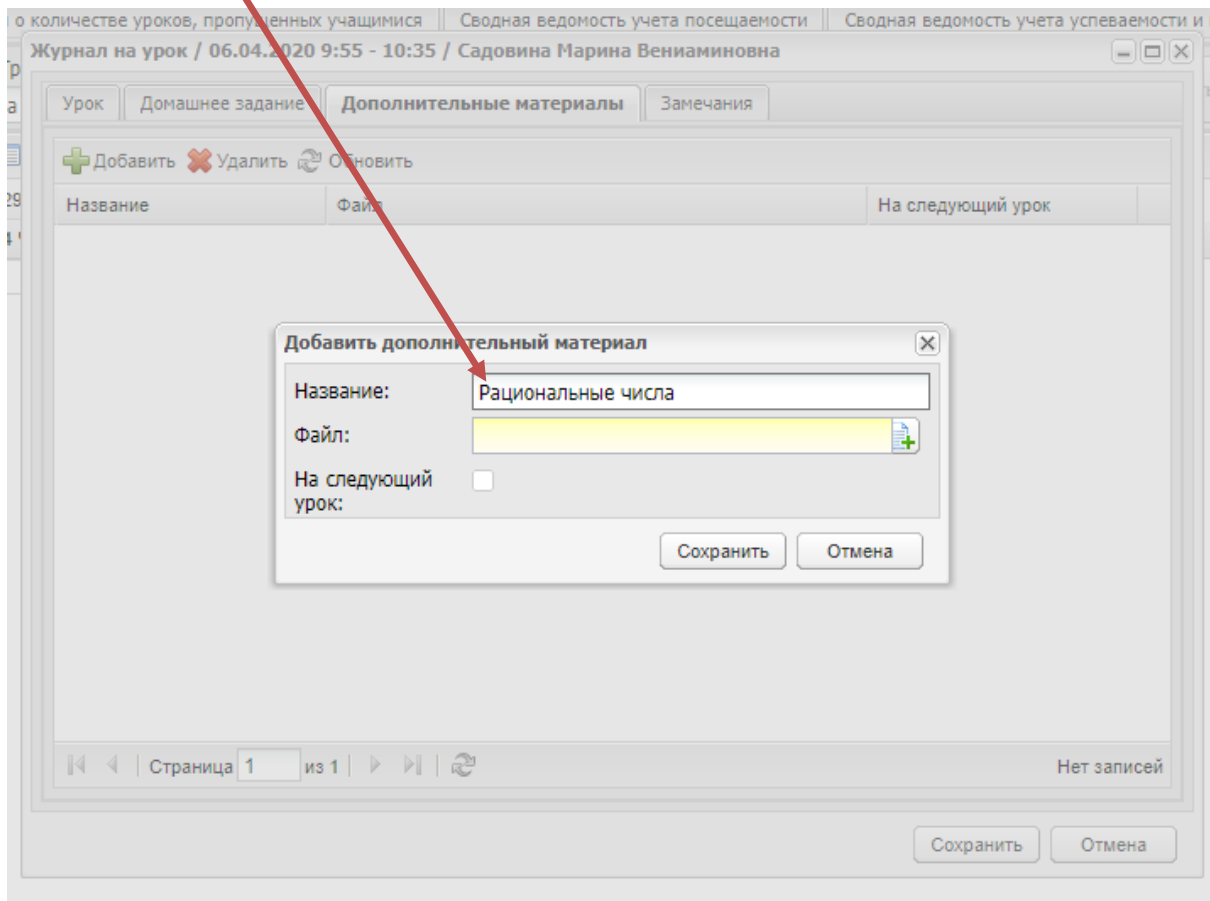 о количестве уроков, пропущенных учащимися Сводная ведомость учета посещаемости Сводная ведомость учета успеваемости и
Журнал на урок / 06.04.2020 9:55 - 10:35 / Садовина Марина Вениаминовна
Урок Домашнее задание Дополнительные материалы Замечания
Добавить Удалить Обновить
Название Файл На следующий урок
Добавить дополнительный материал
Название: Рациональные числа
Файл:
На следующий
урок:
Сохранить Отмена
Страница 1 из 1 Нет записей
Сохранить Отмена